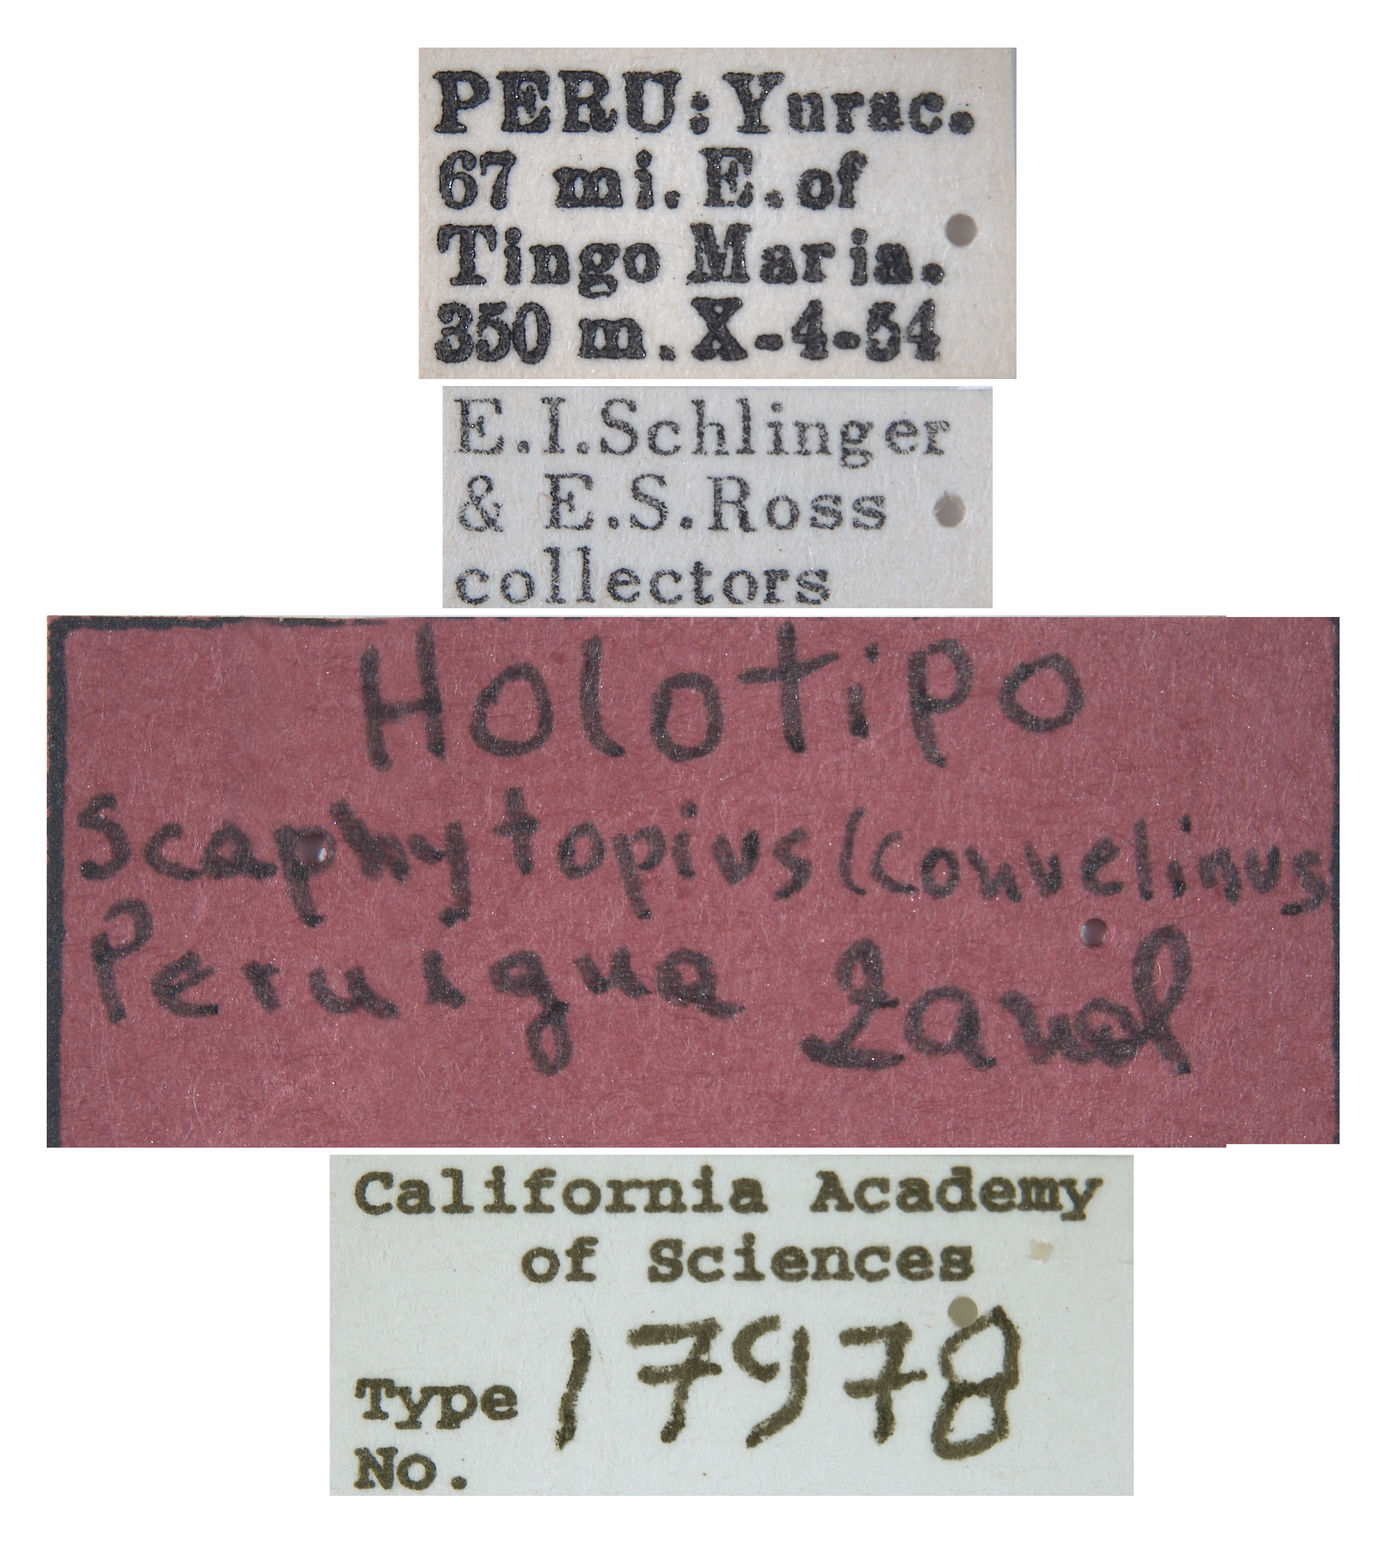 PERU: Yurac.
67 mi. E. of
Tingo Maria.
350 m. X-4-54
E.I.Schlinger
& E.S.Ross
collectors
Holotipo
Scaphytopius (Convelinus
Peruigua Zanol
California Academy
of Sciences
Type 17978
No.